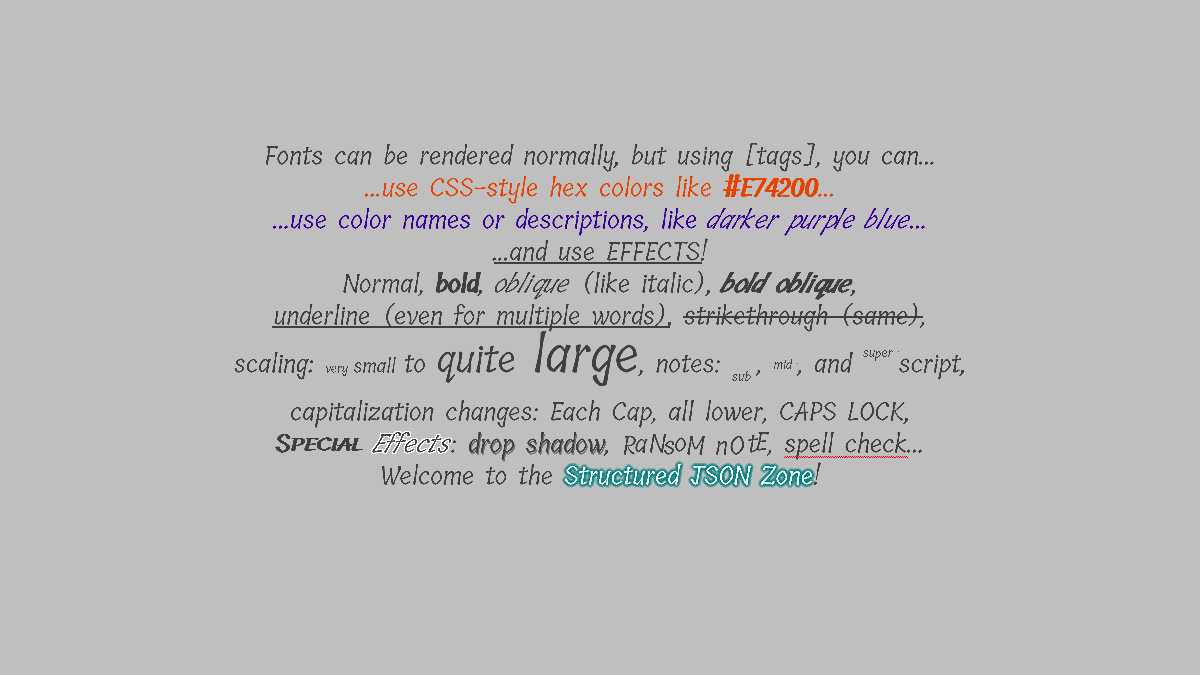 Fonts can be rendered normally, but using [tags], you can...
...use CSS-style hex colors like #E74200...
...use color names or descriptions, like darker purple blue...
...and use EFFECTS!
Normal, bold, oblique (like italic), bold oblique,
underline (even for multiple words), strikethrough (same),
scaling: very small to quite large, notes: sub, mid, and super script,
capitalization changes: Each Cap, all lower, CAPS LOCK,
SPECIAL Effects: drop shadow, RaNsoM nOtE, spell check...
Welcome to the Structured JSON Zone!